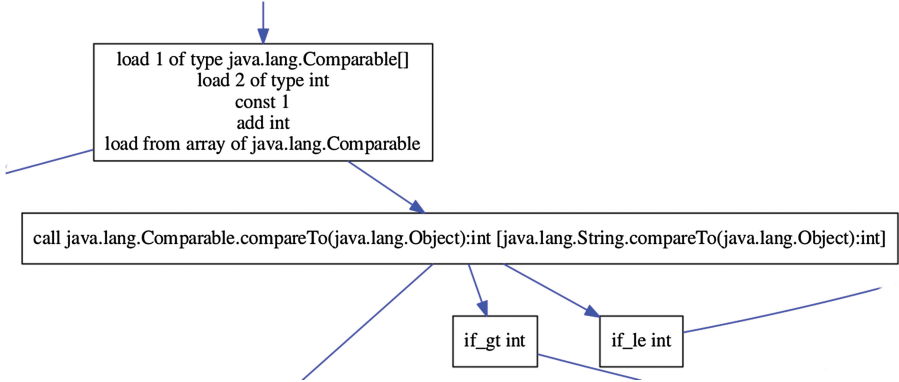 load 1 of type java.lang.Comparable[]
load 2 of type int
const 1
add int
load from array of java.lang.Comparable
call java.lang.Comparable.compareTo(java.lang.Object):int [java.lang.String.compareTo(java.lang.Object):int]
if_gt int
if_le int